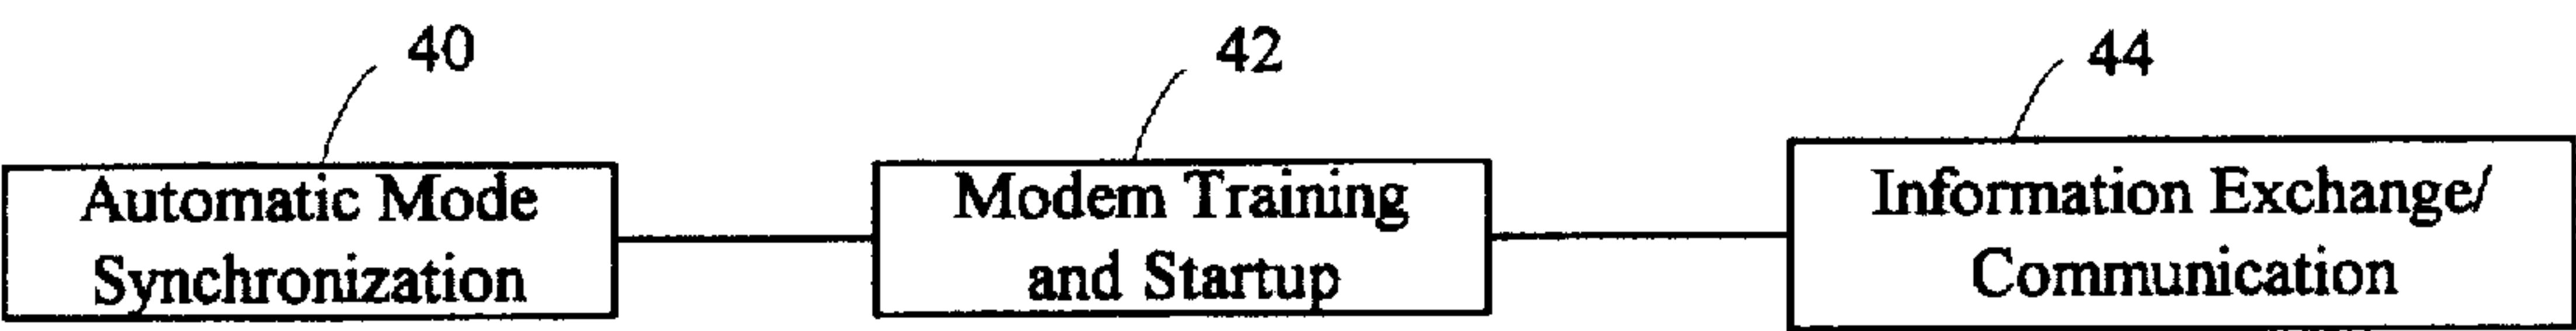 40
42
44
Automatic Mode
Synchronization
Modem Training
and Startup
Information Exchange/
Communication